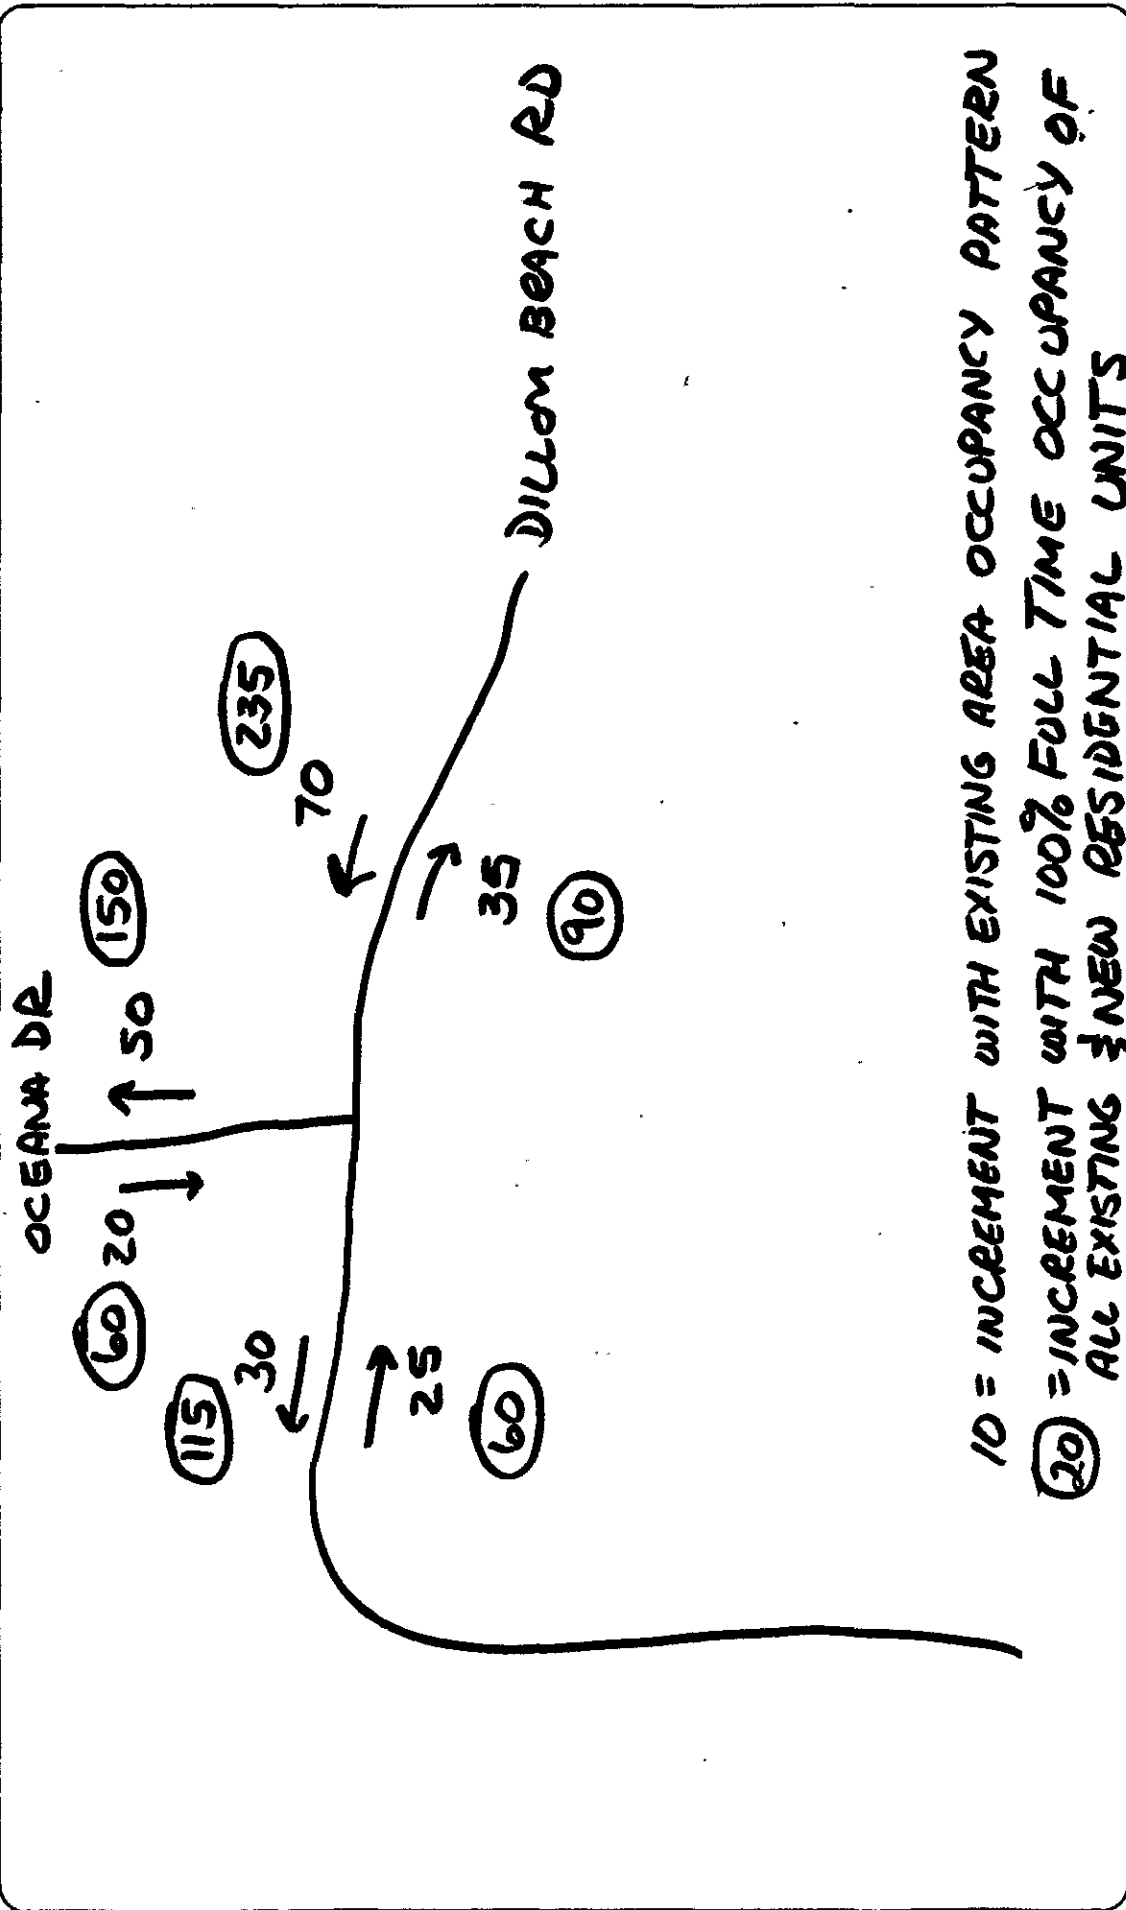 OCEANA DR
60 20
50 150
115
30
235
70
25
60
35
90
DILLON BEACH RD
10 = INCREMENT WITH EXISTING AREA OCCUPANCY PATTERN
20 = INCREMENT WITH 100% FULL TIME OCCUPANCY OF
ALL EXISTING & NEW RESIDENTIAL UNITS